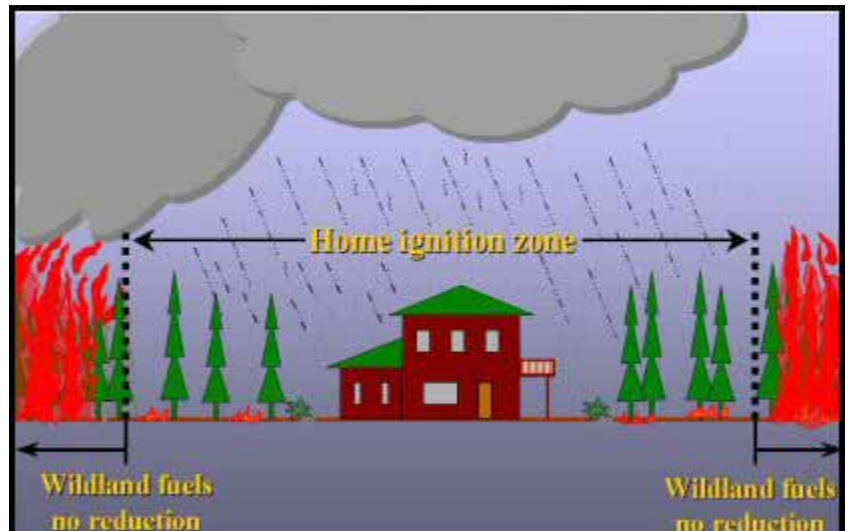 Home ignition zone
Wildland fuels
no reduction
Wildland fuels
no reduction